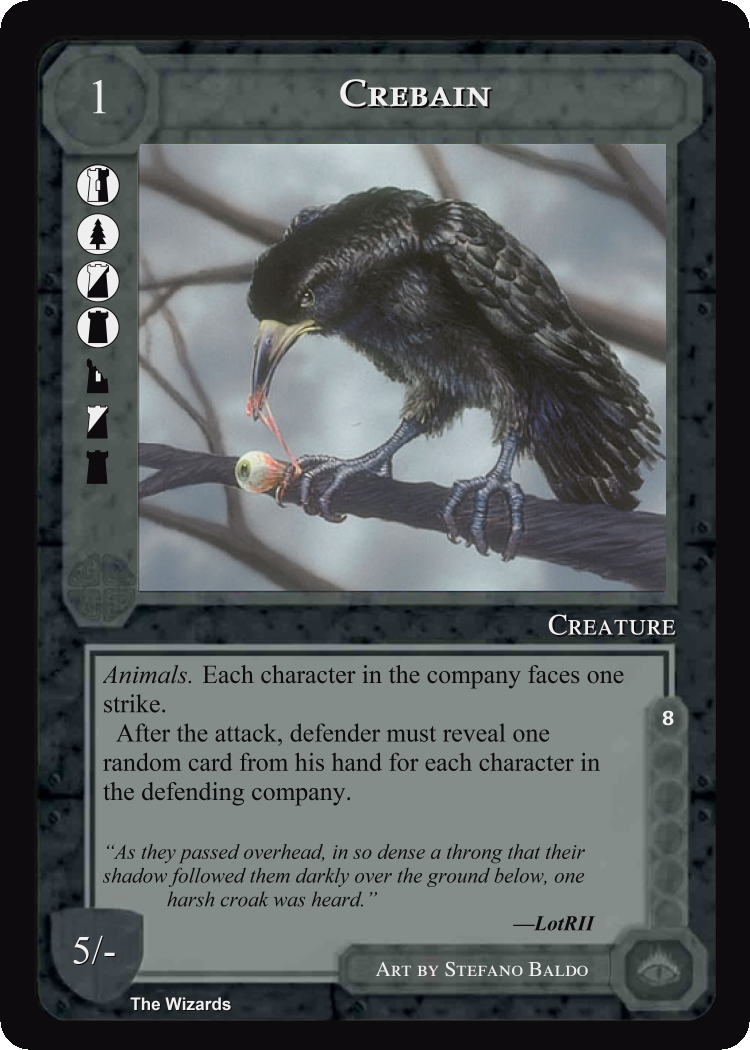 1
Crebain
Creature
Animals. Each character in the company faces one
strike.
After the attack, defender must reveal one
random card from his hand for each character in
the defending company.
8
“As they passed overhead, in so dense a throng that their
shadow followed them darkly over the ground below, one
harsh croak was heard.”
—LotRII
5/-
Art by Stefano Baldo
The Wizards